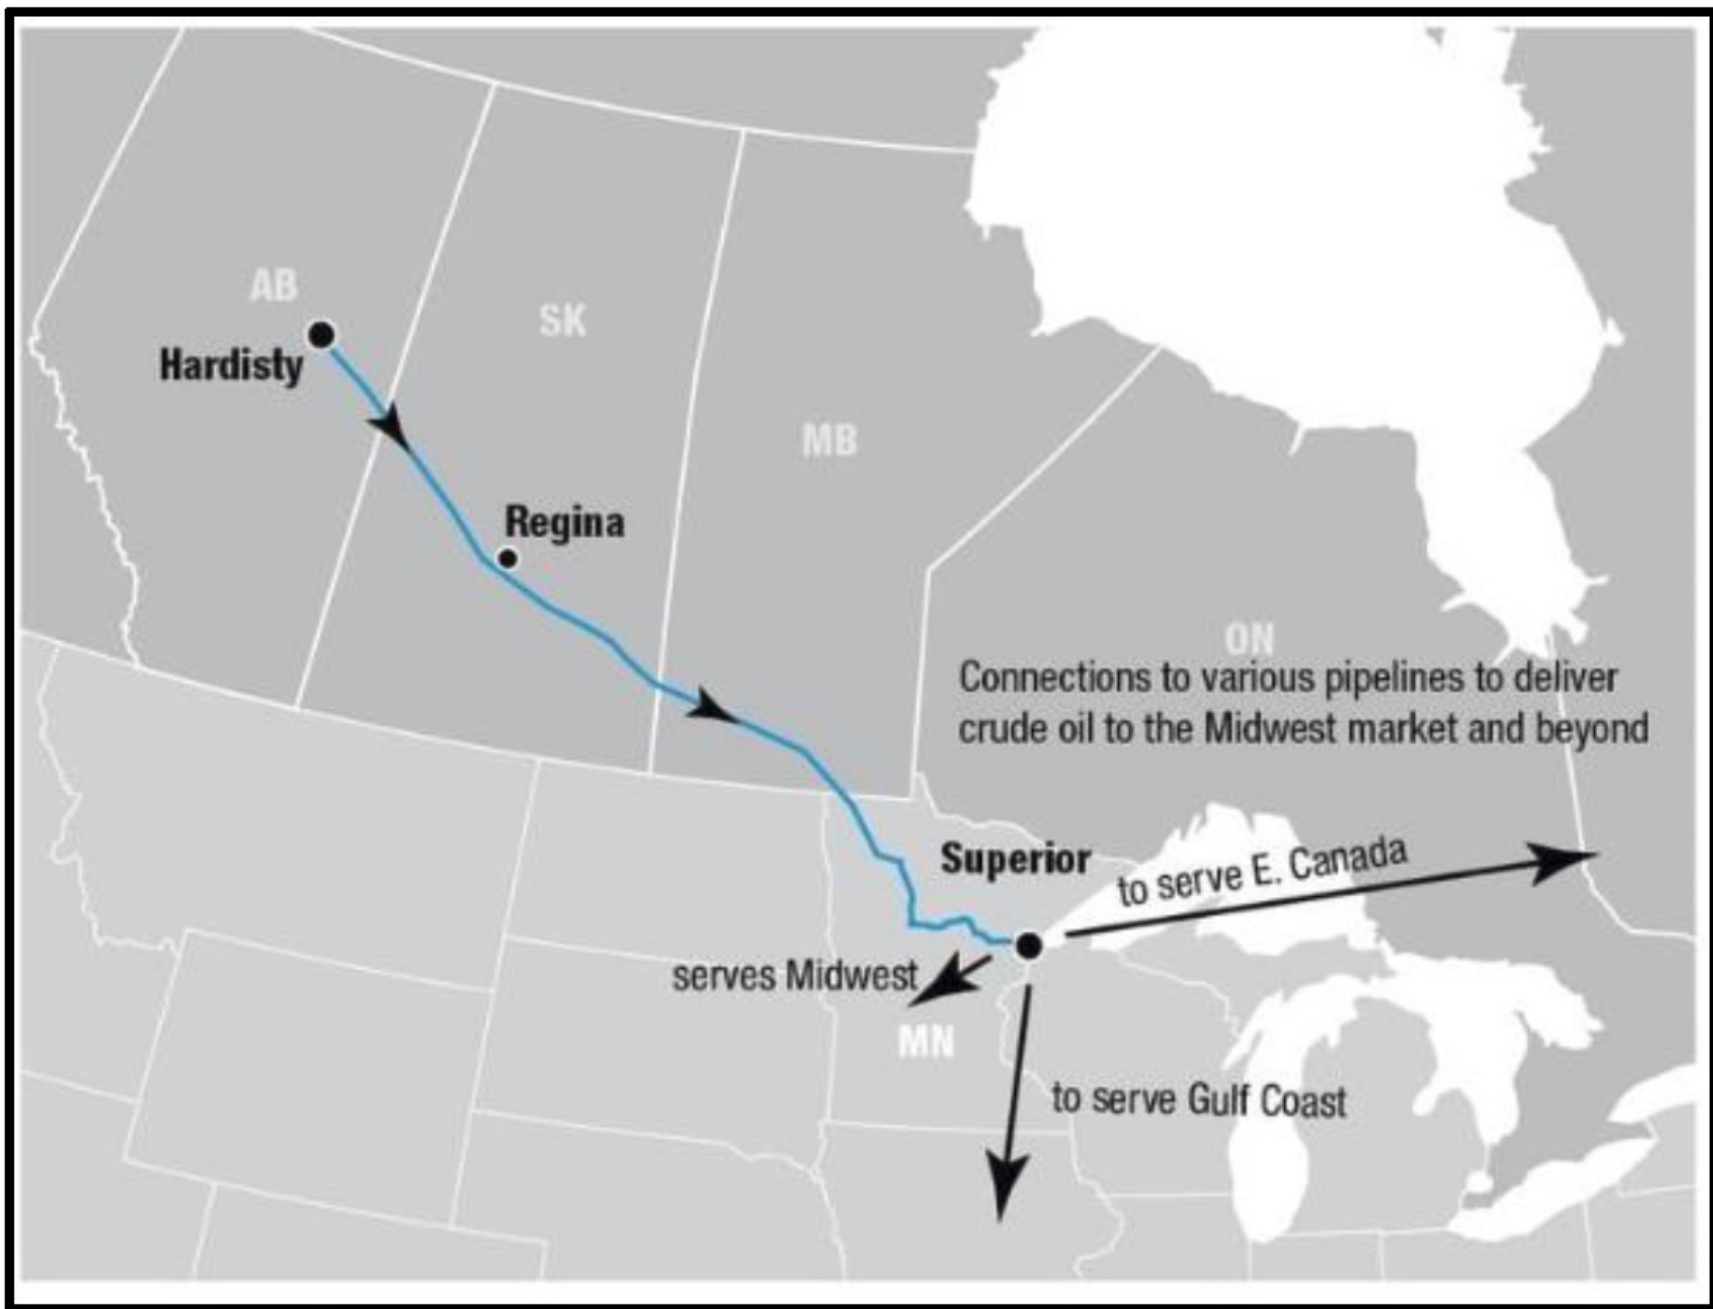 AB
SK
Hardisty
MB
Regina
ON
Connections to various pipelines to deliver
crude oil to the Midwest market and beyond
Superior
to serve E. Canada
serves Midwest
MN
to serve Gulf Coast